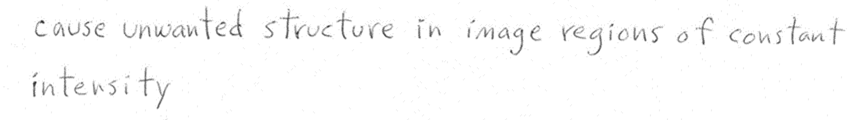 cause unwanted structure in image regions of constant
intensity